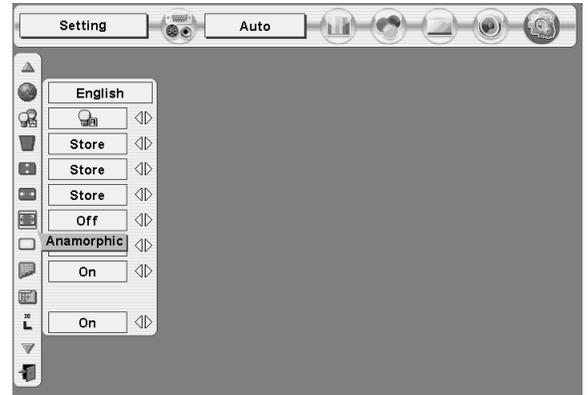 Setting
Auto
English
Store
Store
Store
Off
Anamorphic
On
On